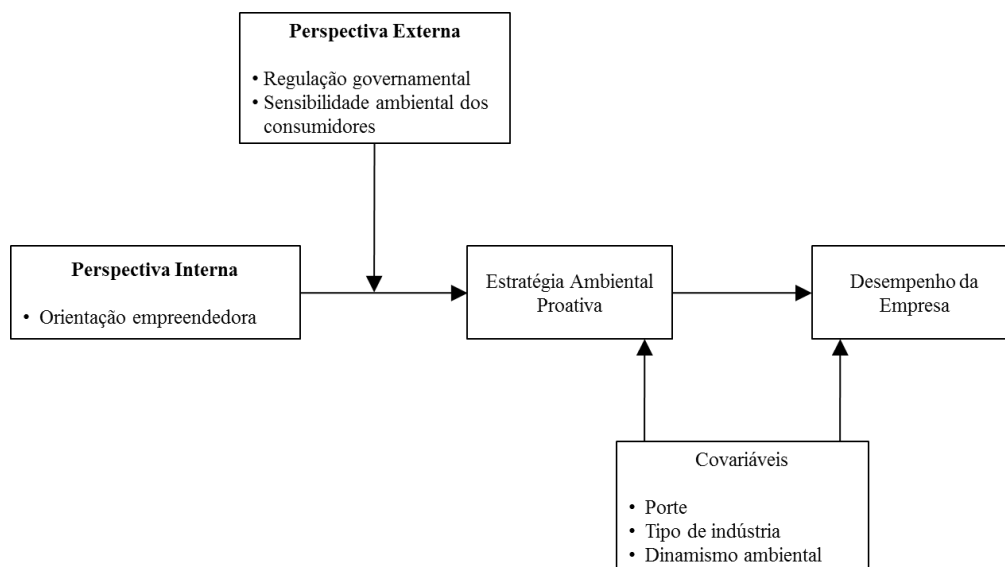 Perspectiva Externa
• Regulação governamental
• Sensibilidade ambiental dos
consumidores
Perspectiva Interna
• Orientação empreendedora
Estratégia Ambiental
Proativa
Desempenho da
Empresa
Covariáveis
• Porte
• Tipo de indústria
• Dinamismo ambiental